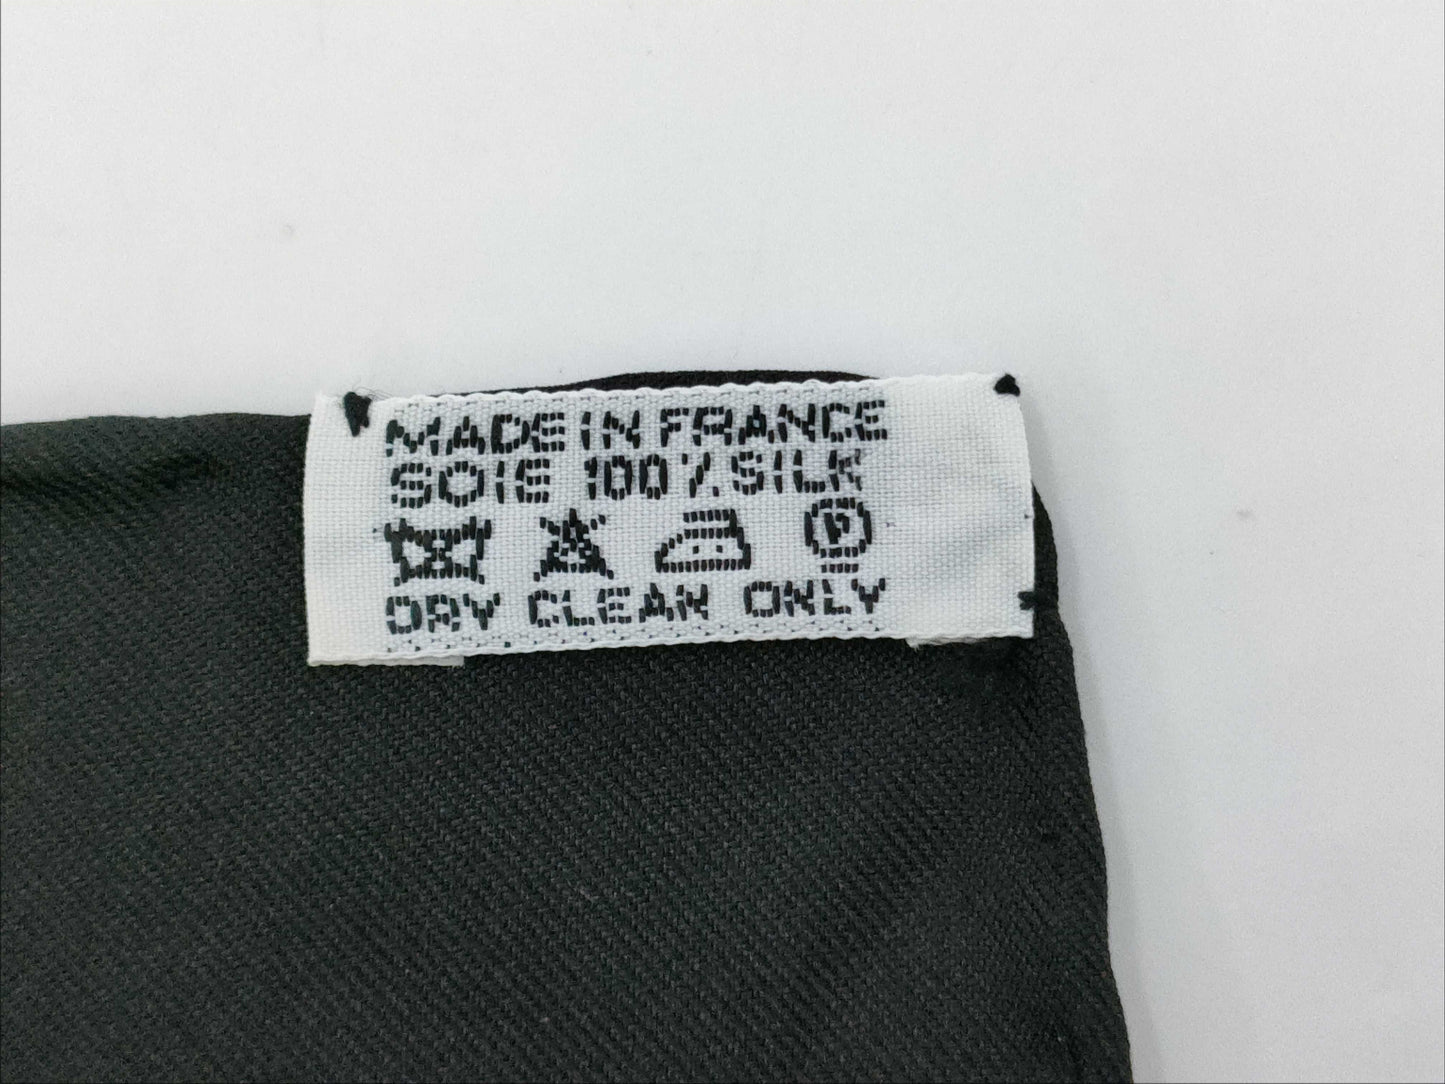 MADE IN FRANCE
SOIE 100% SILK
P
DRY CLEAN ONLY